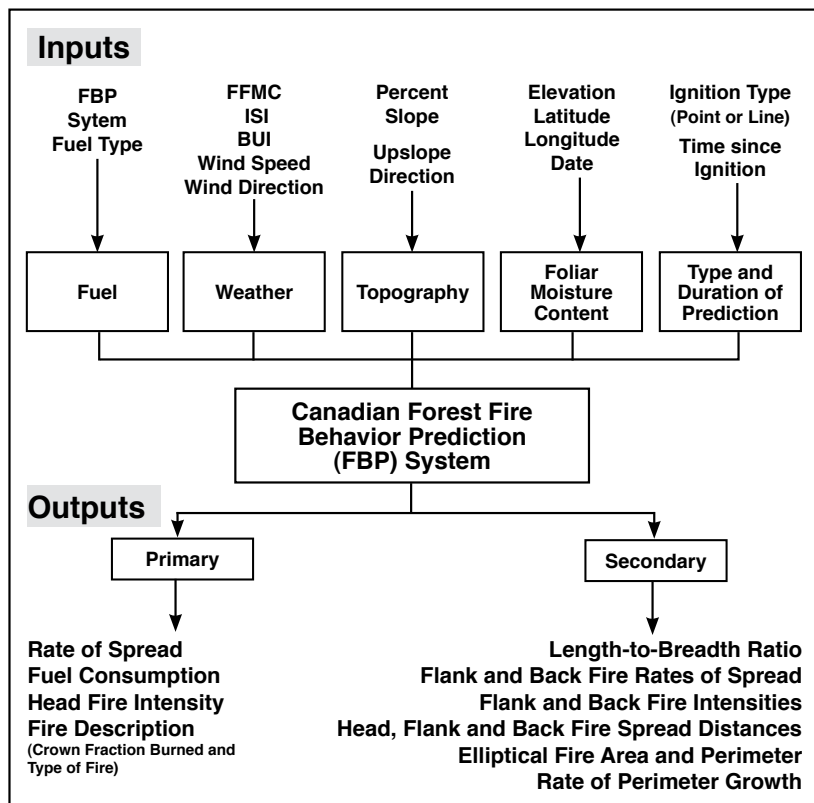 Inputs
FBP
Sytem
Fuel Type
FFMC
ISI
BUI
Wind Speed
Wind Direction
Percent
Slope
Upslope
Direction
Elevation
Latitude
Longitude
Date
Ignition Type
(Point or Line)
Time since
Ignition
Fuel
Weather
Topography
Foliar
Moisture
Content
Type and
Duration of
Prediction
Canadian Forest Fire
Behavior Prediction
(FBP) System
Outputs
Primary
Secondary
Rate of Spread
Fuel Consumption
Head Fire Intensity
Fire Description
(Crown Fraction Burned and
Type of Fire)
Length-to-Breadth Ratio
Flank and Back Fire Rates of Spread
Flank and Back Fire Intensities
Head, Flank and Back Fire Spread Distances
Elliptical Fire Area and Perimeter
Rate of Perimeter Growth